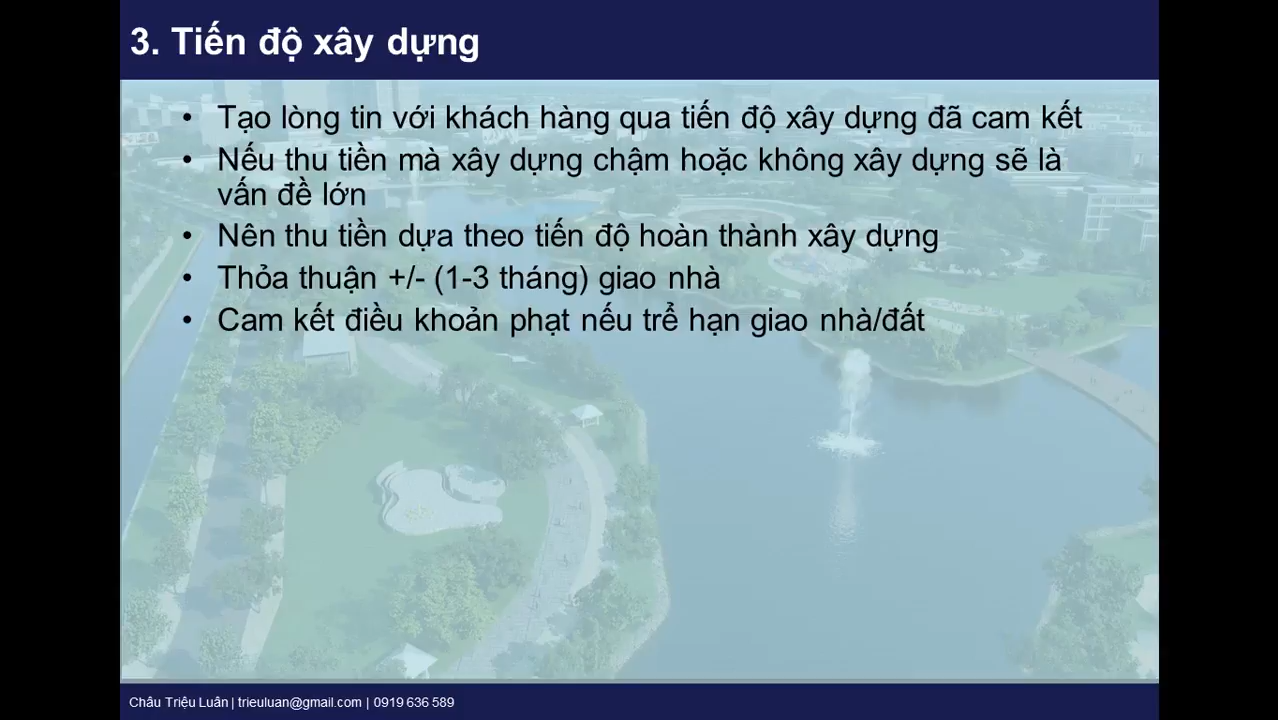 3. Tiến độ xây dựng
• Tạo lòng tin với khách hàng qua tiến độ xây dựng đã cam kết
• Nếu thu tiền mà xây dựng chậm hoặc không xây dựng sẽ là
vấn đề lớn
• Nên thu tiền dựa theo tiến độ hoàn thành xây dựng
• Thỏa thuận +/- (1-3 tháng) giao nhà
• Cam kết điều khoản phạt nếu trể hạn giao nhà/đất
Châu Triệu Luân | trieuluan@gmail.com | 0919 636 589